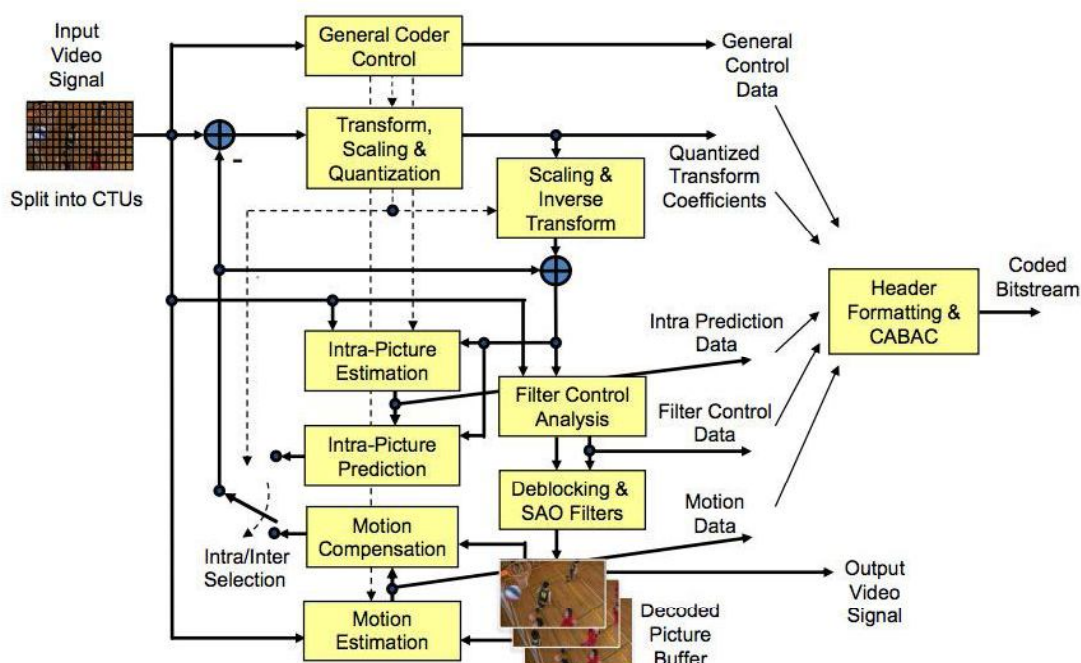 Input
Video
Signal
Split into CTUs
General Coder
Control
General
Control
Data
-
Transform,
Scaling &
Quantization
Quantized
Transform
Coefficients
Scaling &
Inverse
Transform
-
Header
Formatting &
CABAC
Coded
Bitstream
Intra-Picture
Estimation
Intra Prediction
Data
Filter Control
Analysis
Filter Control
Data
Intra-Picture
Prediction
Deblocking &
SAO Filters
Motion
Compensation
Motion
Data
Intra/Inter
Selection
Motion
Estimation
Decoded
Picture
Buffer
Output
Video
Signal